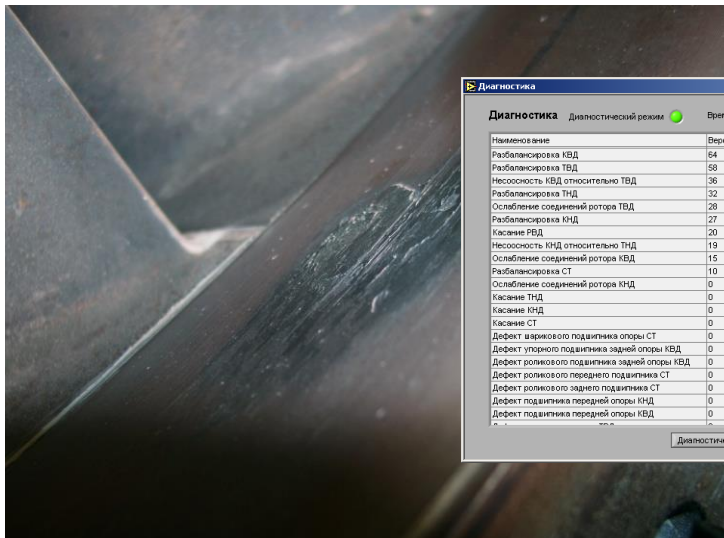 Диагностика
Диагностика Диагностический режим
Наименование
Разбалансировка КВД 64
Разбалансировка ТВД 58
Несоосность КВД относительно ТВД 36
Разбалансировка ТНД 32
Ослабление соединений ротора ТВД 28
Разбалансировка КНД 27
Касание РВД 20
Несоосность КНД относительно ТНД 19
Ослабление соединений ротора КВД 15
Разбалансировка СТ 10
Ослабление соединений ротора КНД 0
Касание ТНД 0
Касание КНД 0
Касание СТ 0
Дефект шарикового подшипника опоры СТ 0
Дефект упорного подшипника задней опоры КВД 0
Дефект роликового подшипника задней опоры КВД 0
Дефект роликового переднего подшипника СТ 0
Дефект роликового заднего подшипника СТ 0
Дефект подшипника передней опоры КНД 0
Дефект подшипника передней опоры КВД 0